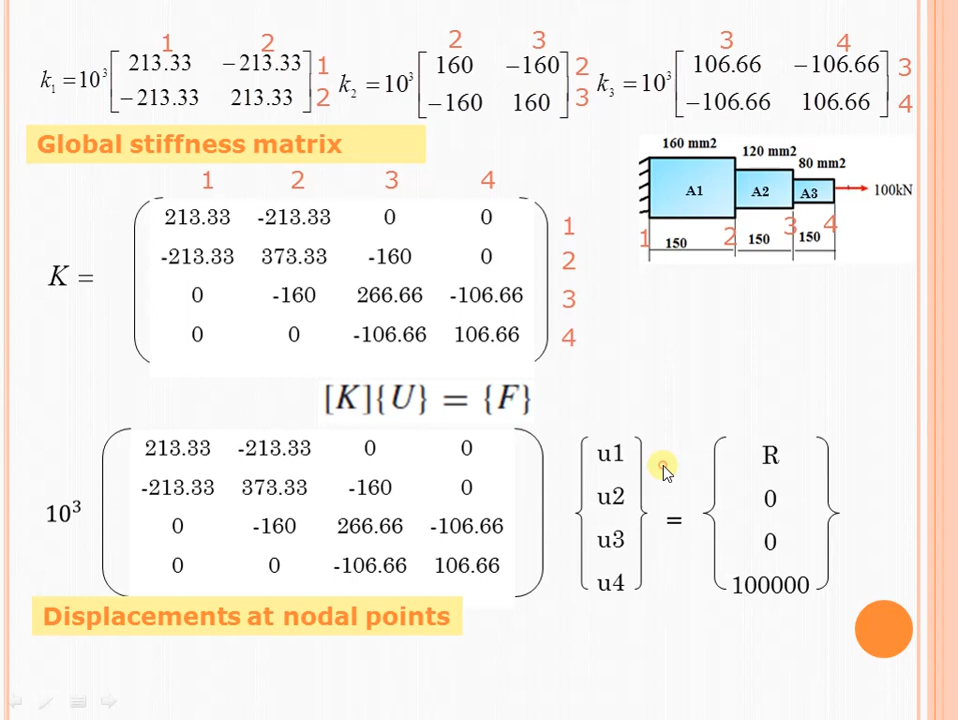 1 2
k₁ = 10³ [ 213.33 −213.33 ] 1
[ −213.33 213.33 ] 2
2 3
k₂ = 10³ [ 160 −160 ] 2
[ −160 160 ] 3
3 4
k₃ = 10³ [ 106.66 −106.66 ] 3
[ −106.66 106.66 ] 4
Global stiffness matrix
160 mm2
120 mm2
80 mm2
A1 A2 A3 100kN
1 2 3 4
150 150 150
1 2 3 4
213.33 -213.33 0 0 1
K = -213.33 373.33 -160 0 2
0 -160 266.66 -106.66 3
0 0 -106.66 106.66 4
[K]{U} = {F}
213.33 -213.33 0 0 u1 R
-213.33 373.33 -160 0 u2 0
10³ =
0 -160 266.66 -106.66 u3 0
0 0 -106.66 106.66 u4 100000
Displacements at nodal points